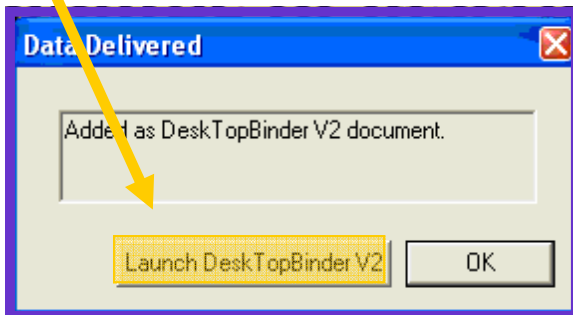 Data Delivered
Added as DeskTopBinder V2 document.
Launch DeskTopBinder V2 OK